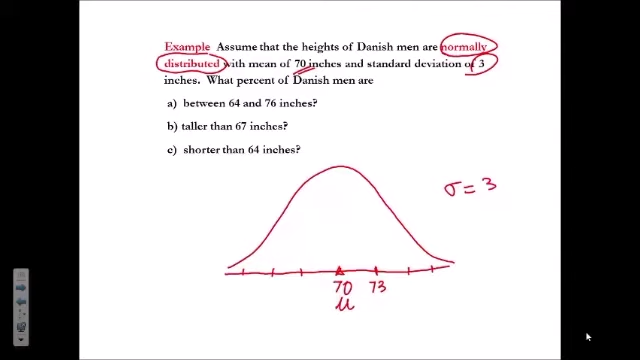 Example Assume that the heights of Danish men are normally
distributed with mean of 70 inches and standard deviation of 3
inches. What percent of Danish men are
a) between 64 and 76 inches?
b) taller than 67 inches?
c) shorter than 64 inches?
σ = 3
70 73
μ